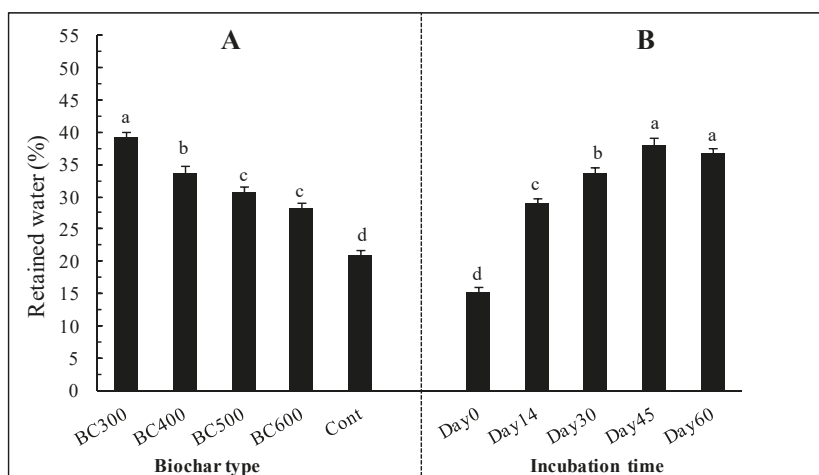 A
B
Retained water (%)
55
50
45
40
35
30
25
20
15
10
5
0
a
b
c
c
d
d
c
b
a
a
BC300
BC400
BC500
BC600
Cont
Day0
Day14
Day30
Day45
Day60
Biochar type
Incubation time